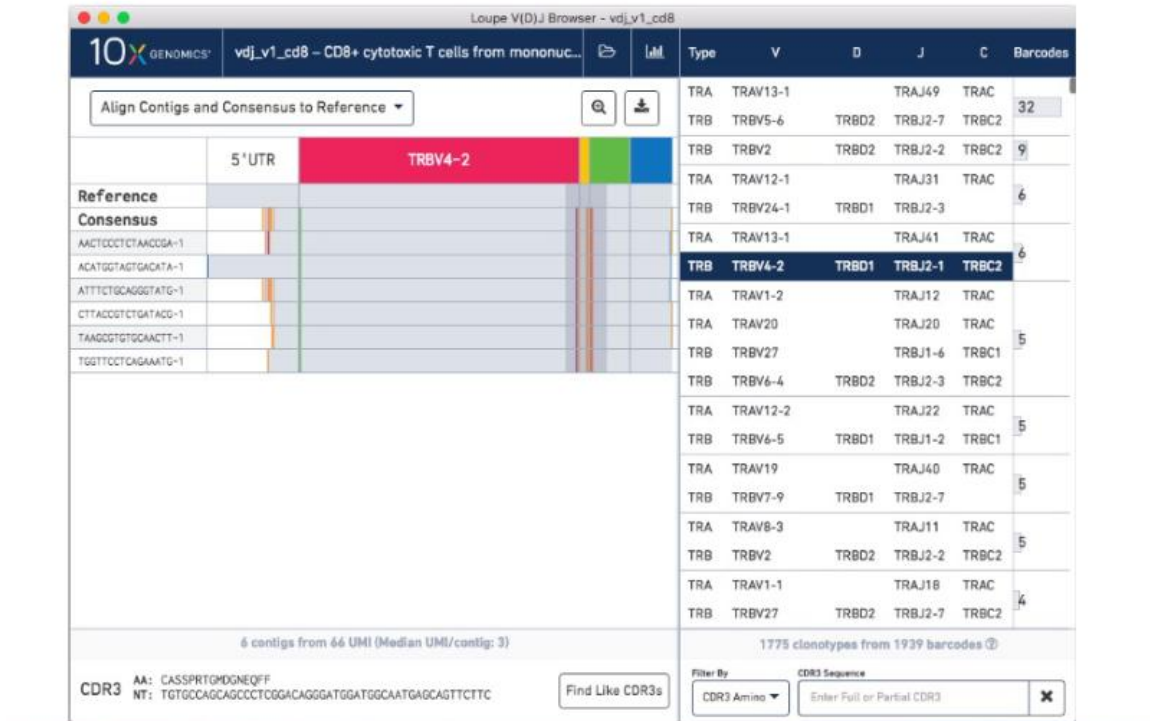 Loupe V(D)J Browser - vdj_v1_cd8
10X GENOMICS
vdj_v1_cd8 – CD8+ cytotoxic T cells from mononuc...
Align Contigs and Consensus to Reference
5'UTR TRBV4-2
Reference
Consensus
AACTCCCTCTAACCGA-1
ACATGGTAGTGACATA-1
ATTTCTGCAGGGTATG-1
CTTACCGTCTGATACG-1
TAAGCGTGTGCAACTT-1
TGGTTCCTCAGAAATG-1
6 contigs from 66 UMI (Median UMI/contig: 3)
CDR3
AA: CASSPRTGMDGNEQFF
NT: TGTGCCAGCAGCCCTCGGACAGGGATGGATGGCAATGAGCAGTTCTTC
Find Like CDR3s
Type V D J C Barcodes
TRA TRAV13-1 TRAJ49 TRAC
32
TRB TRBV5-6 TRBD2 TRBJ2-7 TRBC2
TRB TRBV2 TRBD2 TRBJ2-2 TRBC2 9
TRA TRAV12-1 TRAJ31 TRAC
6
TRB TRBV24-1 TRBD1 TRBJ2-3
TRA TRAV13-1 TRAJ41 TRAC
6
TRB TRBV4-2 TRBD1 TRBJ2-1 TRBC2
TRA TRAV1-2 TRAJ12 TRAC
TRA TRAV20 TRAJ20 TRAC
5
TRB TRBV27 TRBJ1-6 TRBC1
TRB TRBV6-4 TRBD2 TRBJ2-3 TRBC2
TRA TRAV12-2 TRAJ22 TRAC
5
TRB TRBV6-5 TRBD1 TRBJ1-2 TRBC1
TRA TRAV19 TRAJ40 TRAC
5
TRB TRBV7-9 TRBD1 TRBJ2-7
TRA TRAV8-3 TRAJ11 TRAC
5
TRB TRBV2 TRBD2 TRBJ2-2 TRBC2
TRA TRAV1-1 TRAJ18 TRAC
4
TRB TRBV27 TRBD2 TRBJ2-7 TRBC2
1775 clonotypes from 1939 barcodes
Filter By CDR3 Sequence
CDR3 Amino Enter Full or Partial CDR3